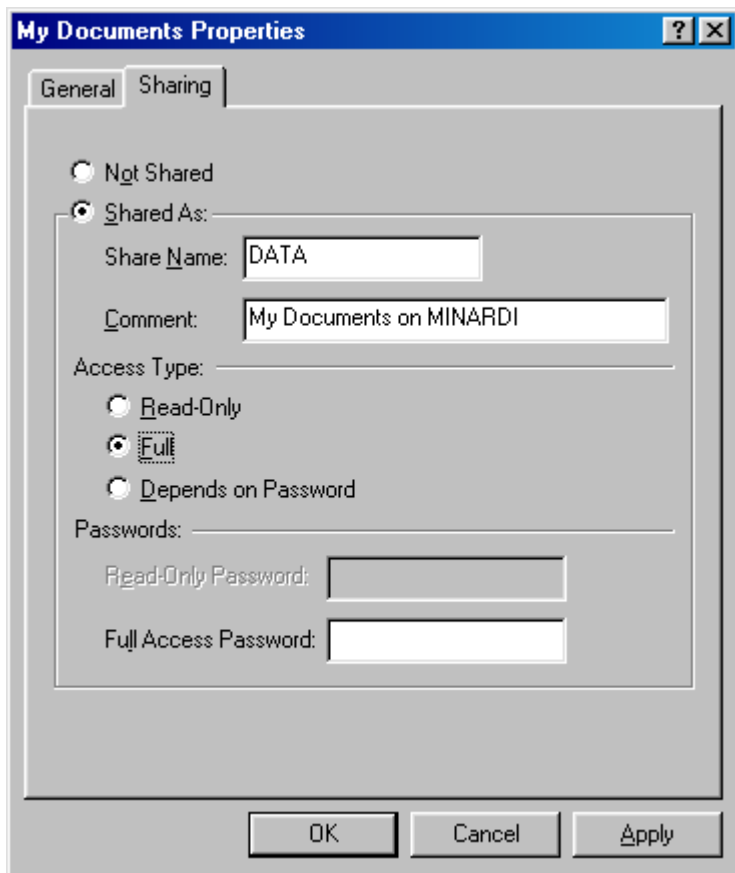 My Documents Properties
General Sharing
Not Shared
Shared As:
Share Name: DATA
Comment: My Documents on MINARDI
Access Type:
Read-Only
Full
Depends on Password
Passwords:
Read-Only Password:
Full Access Password:
OK Cancel Apply